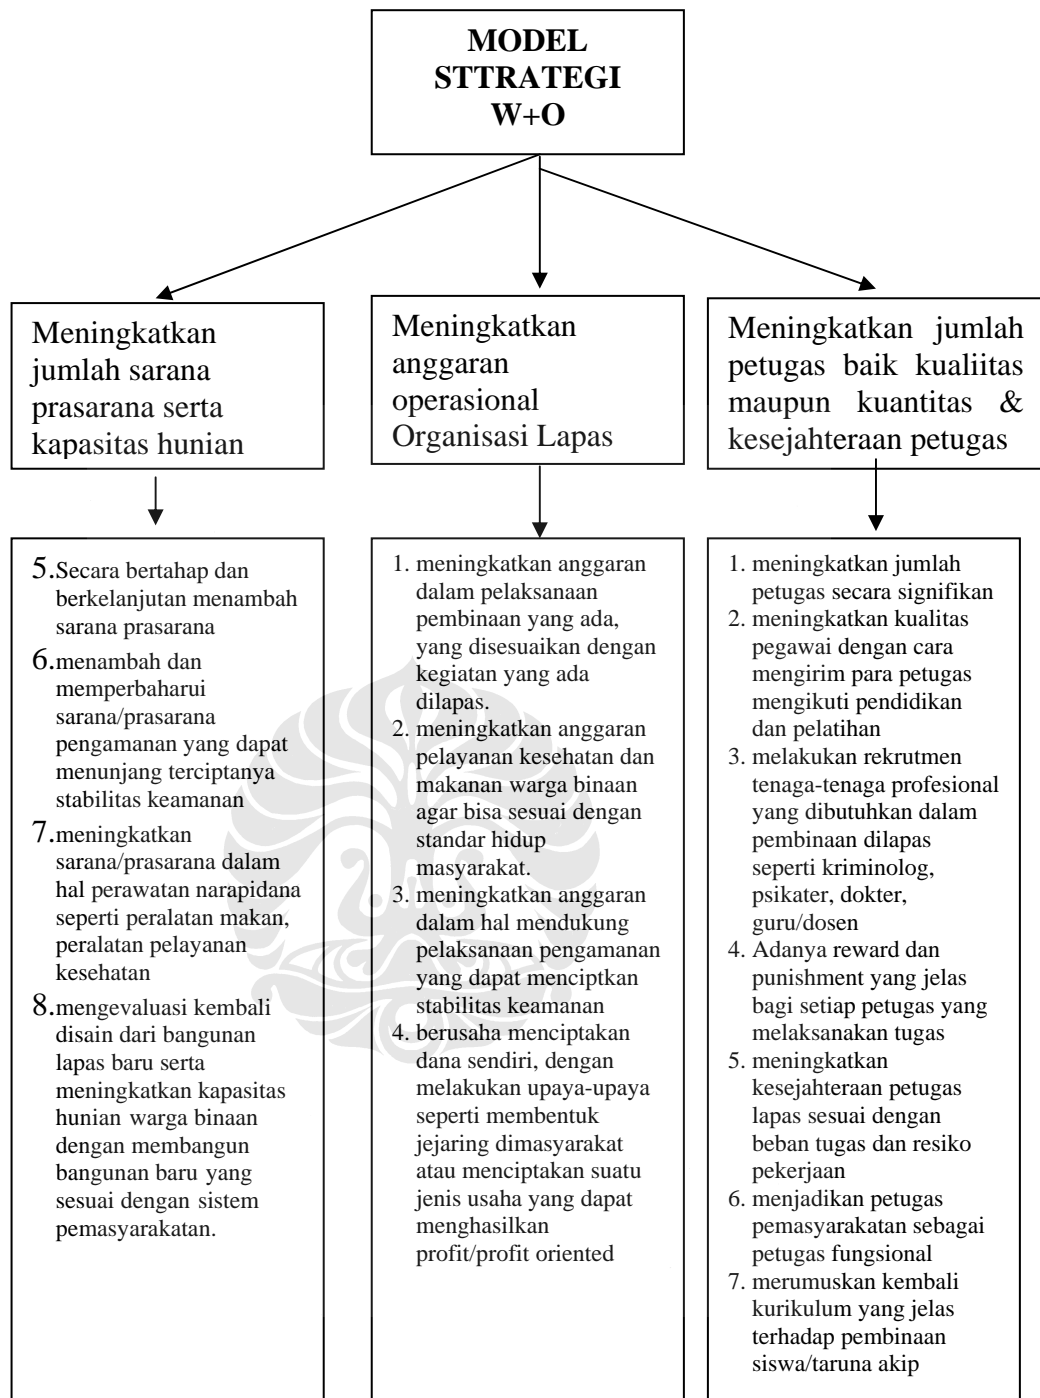 MODEL
STTRATEGI
W+O
Meningkatkan
jumlah sarana
prasarana serta
kapasitas hunian
Meningkatkan
anggaran
operasional
Organisasi Lapas
Meningkatkan jumlah
petugas baik kualiitas
maupun kuantitas &
kesejahteraan petugas
5.Secara bertahap dan
berkelanjutan menambah
sarana prasarana
6.menambah dan
memperbaharui
sarana/prasarana
pengamanan yang dapat
menunjang terciptanya
stabilitas keamanan
7.meningkatkan
sarana/prasarana dalam
hal perawatan narapidana
seperti peralatan makan,
peralatan pelayanan
kesehatan
8.mengevaluasi kembali
disain dari bangunan
lapas baru serta
meningkatkan kapasitas
hunian warga binaan
dengan membangun
bangunan baru yang
sesuai dengan sistem
pemasyarakatan.
1. meningkatkan anggaran
dalam pelaksanaan
pembinaan yang ada,
yang disesuaikan dengan
kegiatan yang ada
dilapas.
2. meningkatkan anggaran
pelayanan kesehatan dan
makanan warga binaan
agar bisa sesuai dengan
standar hidup
masyarakat.
3. meningkatkan anggaran
dalam hal mendukung
pelaksanan pengamanan
yang dapat menciptkan
stabilitas keamanan
4. berusaha menciptakan
dana sendiri, dengan
melakukan upaya-upaya
seperti membentuk
jejaring dimasyarakat
atau menciptakan suatu
jenis usaha yang dapat
menghasilkan
profit/profit oriented
1. meningkatkan jumlah
petugas secara signifikan
2. meningkatkan kualitas
pegawai dengan cara
mengirim para petugas
mengikuti pendidikan
dan pelatihan
3. melakukan rekrutmen
tenaga-tenaga profesional
yang dibutuhkan dalam
pembinaan dilapas
seperti kriminolog,
psikater, dokter,
guru/dosen
4. Adanya reward dan
punishment yang jelas
bagi setiap petugas yang
melaksanakan tugas
5. meningkatkan
kesejahteraan petugas
lapas sesuai dengan
beban tugas dan resiko
pekerjaan
6. menjadikan petugas
pemasyarakatan sebagai
petugas fungsional
7. merumuskan kembali
kurikulum yang jelas
terhadap pembinaan
siswa/taruna akip